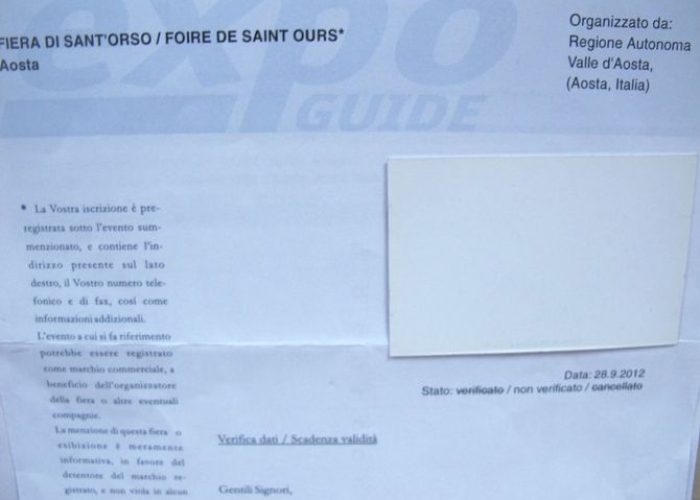 expo
GUIDE
FIERA DI SANT'ORSO / FOIRE DE SAINT OURS*
Aosta
Organizzato da:
Regione Autonoma
Valle d'Aosta,
(Aosta, Italia)
* La Vostra iscrizione è pre-
registrata sotto l'evento sum-
menzionato, e contiene l'in-
dirizzo presente sul lato
destro, il Vostro numero tele-
fonico e di fax, così come
informazioni addizionali.
L'evento a cui si fa riferimento
potrebbe essere registrato
come marchio commerciale, a
beneficio dell'organizzatore
della fiera o altre eventuali
compagnie.
La menzione di questa fiera o
esibizione è meramente
informativa, in favore del
detentore del marchio re-
gistrato, e non viola in alcun
Data: 28.9.2012
Stato: verificato / non verificato / cancellato
Verifica dati / Scadenza validità
Gentili Signori,